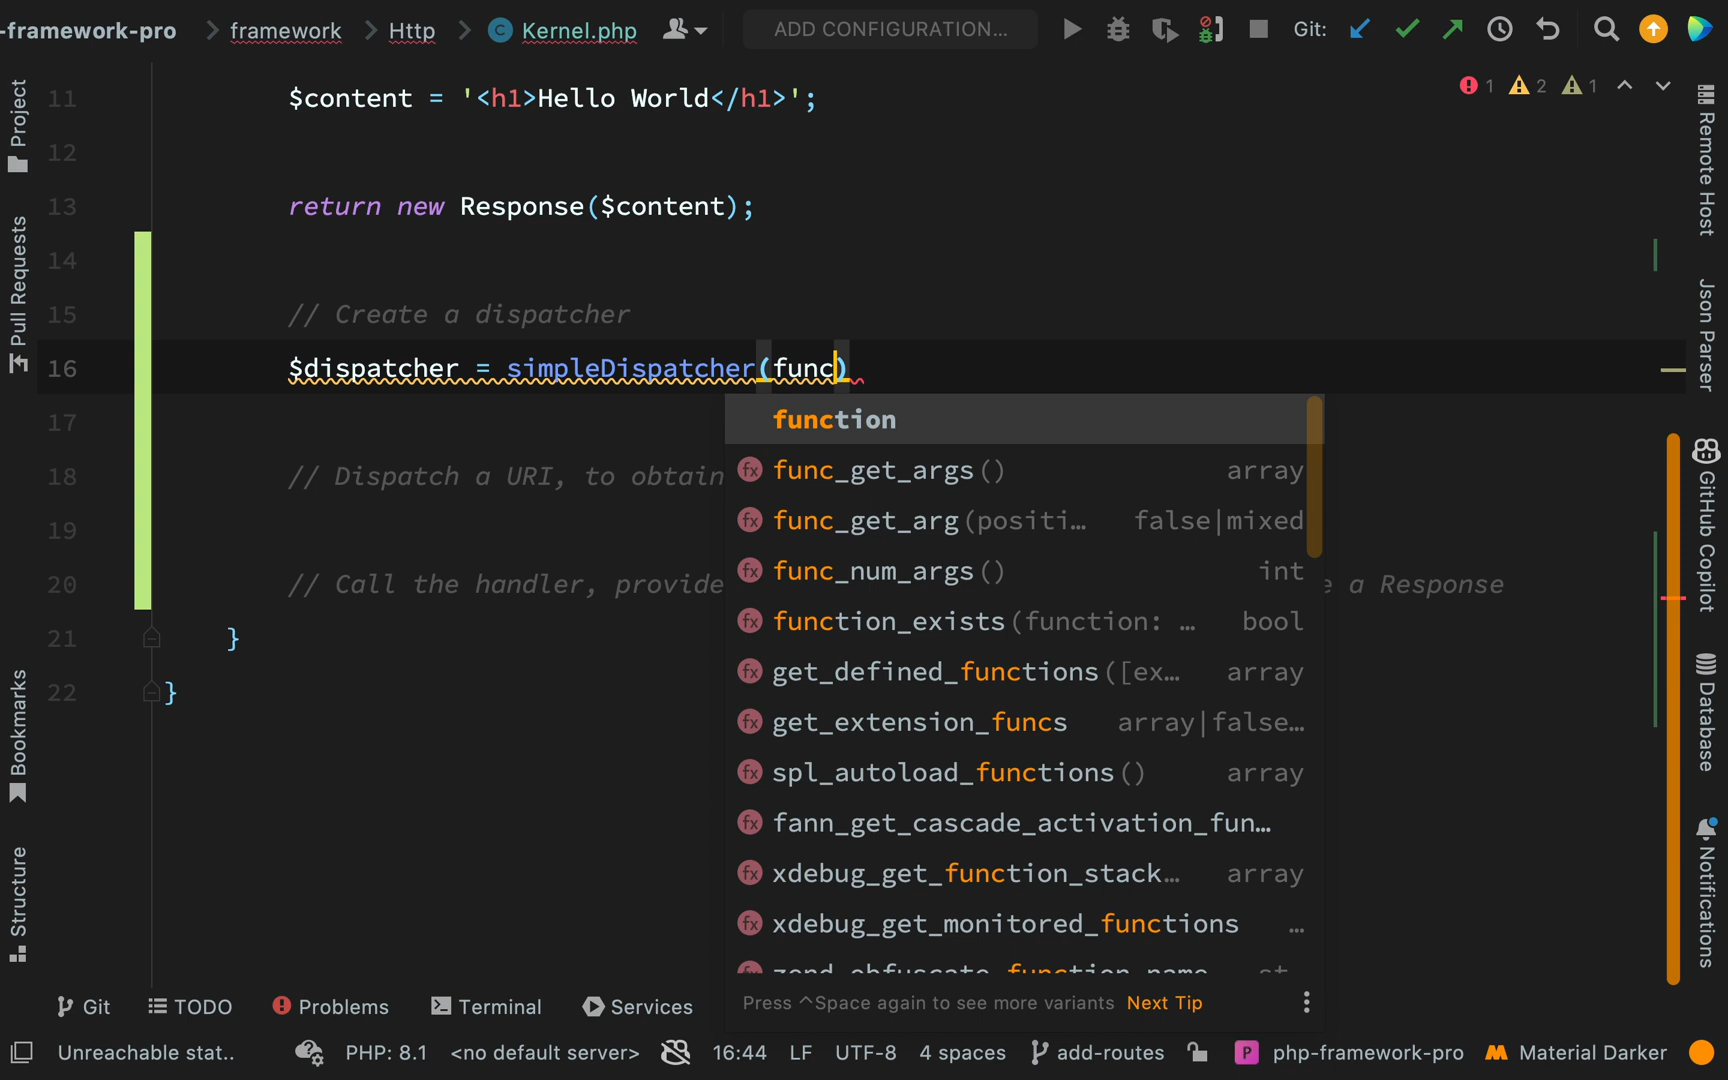 -framework-pro framework Http Kernel.php ADD CONFIGURATION... Git:
11 $content = '<h1>Hello World</h1>'; 1 2 1
12
13 return new Response($content);
14
15 // Create a dispatcher
16 $dispatcher = simpleDispatcher(func)
17
18 // Dispatch a URI, to obtain
19
20 // Call the handler, provide a Response
21 }
22 }
function
func_get_args() array
func_get_arg(positi… false|mixed
func_num_args() int
function_exists(function: … bool
get_defined_functions([ex… array
get_extension_funcs array|false…
spl_autoload_functions() array
fann_get_cascade_activation_fun…
xdebug_get_function_stack… array
xdebug_get_monitored_functions …
Press ^Space again to see more variants Next Tip
Project
Pull Requests
Bookmarks
Structure
Remote Host
Json Parser
GitHub Copilot
Database
Notifications
Git TODO Problems Terminal Services
Unreachable stat.. PHP: 8.1 <no default server> 16:44 LF UTF-8 4 spaces add-routes P php-framework-pro Material Darker